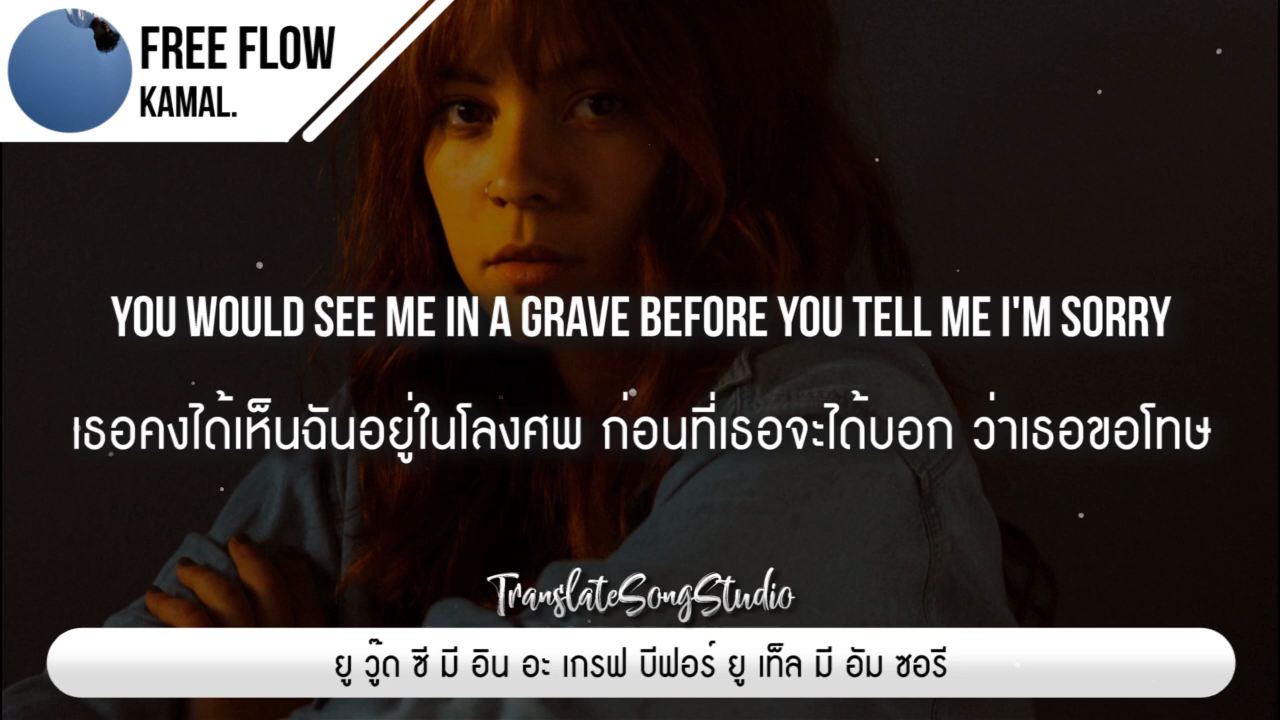 FREE FLOW
KAMAL.
YOU WOULD SEE ME IN A GRAVE BEFORE YOU TELL ME I'M SORRY
เธอคงได้เห็นฉันอยู่ในโลงศพ ก่อนที่เธอจะได้บอก ว่าเธอขอโทษ
TranslateSongStudio
ยู วู๊ด ซี มี อิน อะ เกรฟ บีฟอร์ ยู เท็ล มี อัม ซอรี